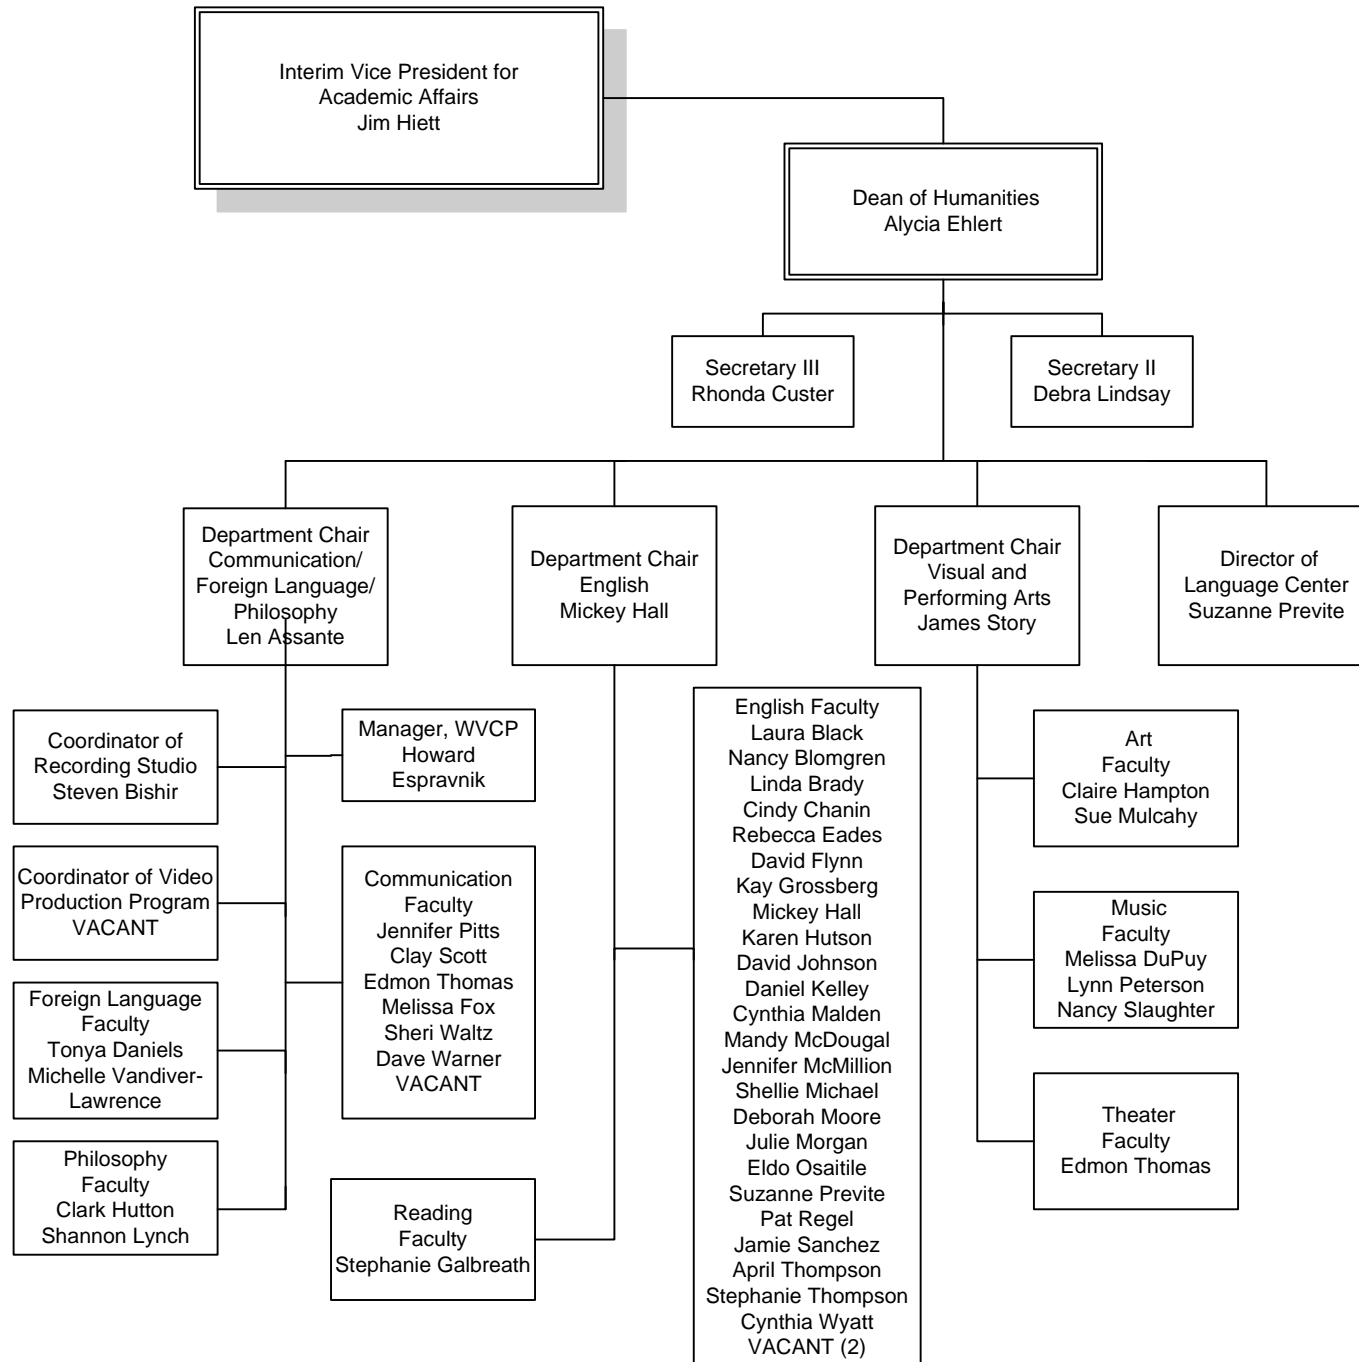 Interim Vice President for
Academic Affairs
Jim Hiett
Dean of Humanities
Alycia Ehlert
Secretary III
Rhonda Custer
Secretary II
Debra Lindsay
Department Chair
Communication/
Foreign Language/
Philosophy
Len Assante
Department Chair
English
Mickey Hall
Department Chair
Visual and
Performing Arts
James Story
Director of
Language Center
Suzanne Previte
Coordinator of
Recording Studio
Steven Bishir
Manager, WVCP
Howard
Espravnik
Coordinator of Video
Production Program
VACANT
Communication
Faculty
Jennifer Pitts
Clay Scott
Edmon Thomas
Melissa Fox
Sheri Waltz
Dave Warner
VACANT
Foreign Language
Faculty
Tonya Daniels
Michelle Vandiver-
Lawrence
Philosophy
Faculty
Clark Hutton
Shannon Lynch
Reading
Faculty
Stephanie Galbreath
English Faculty
Laura Black
Nancy Blomgren
Linda Brady
Cindy Chanin
Rebecca Eades
David Flynn
Kay Grossberg
Mickey Hall
Karen Hutson
David Johnson
Daniel Kelley
Cynthia Malden
Mandy McDougal
Jennifer McMillion
Shellie Michael
Deborah Moore
Julie Morgan
Eldo Osaitile
Suzanne Previte
Pat Regel
Jamie Sanchez
April Thompson
Stephanie Thompson
Cynthia Wyatt
VACANT (2)
Art
Faculty
Claire Hampton
Sue Mulcahy
Music
Faculty
Melissa DuPuy
Lynn Peterson
Nancy Slaughter
Theater
Faculty
Edmon Thomas